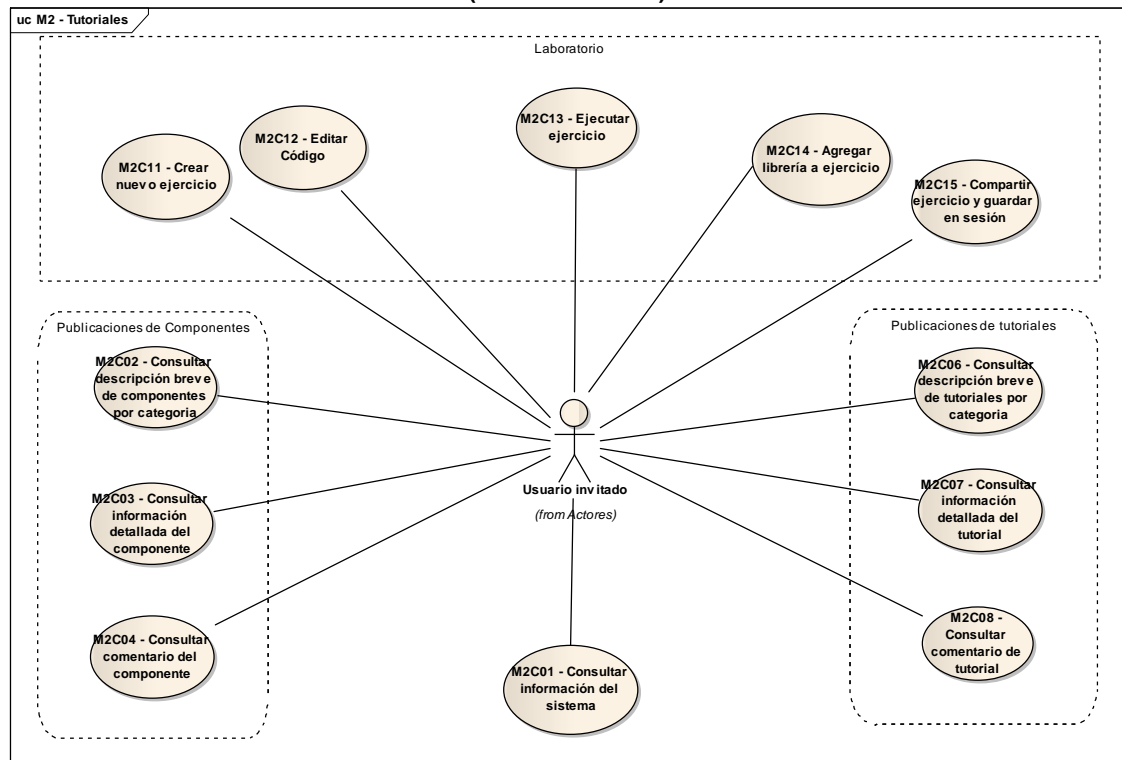 uc M2 - Tutoriales
Laboratorio
M2C11 - Crear
nuevo ejercicio
M2C12 - Editar
Código
M2C13 - Ejecutar
ejercicio
M2C14 - Agregar
librería a ejercicio
M2C15 - Compartir
ejercicio y guardar
en sesión
Publicaciones de Componentes
M2C02 - Consultar
descripción breve
de componentes
por categoria
M2C03 - Consultar
información
detallada del
componente
M2C04 - Consultar
comentario del
componente
Usuario invitado
(from Actores)
M2C01 - Consultar
información del
sistema
Publicaciones de tutoriales
M2C06 - Consultar
descripción breve
de tutoriales por
categoria
M2C07 - Consultar
información
detallada del
tutorial
M2C08 -
Consultar
comentario de
tutorial